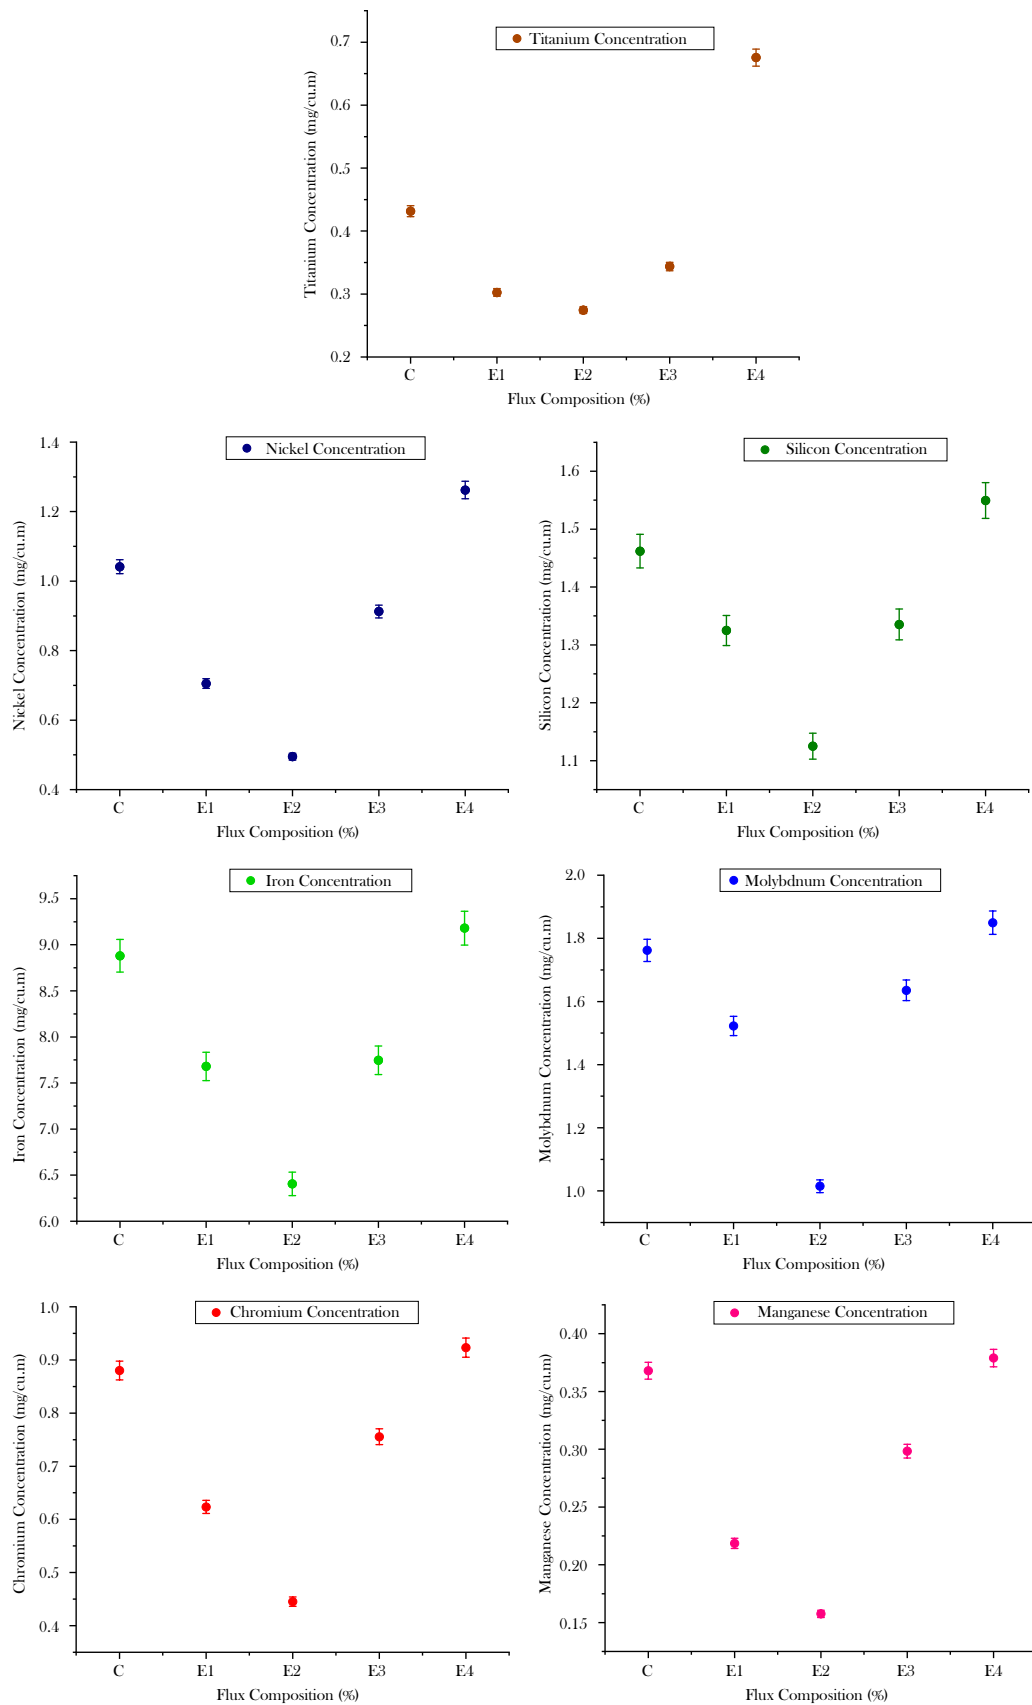 Titanium Concentration
Titanium Concentration (mg/cu.m)
0.7
0.6
0.5
0.4
0.3
0.2
C E1 E2 E3 E4
Flux Composition (%)
Nickel Concentration
Nickel Concentration (mg/cu.m)
1.4
1.2
1.0
0.8
0.6
0.4
C E1 E2 E3 E4
Flux Composition (%)
Silicon Concentration
Silicon Concentration (mg/cu.m)
1.6
1.5
1.4
1.3
1.2
1.1
C E1 E2 E3 E4
Flux Composition (%)
Iron Concentration
Iron Concentration (mg/cu.m)
9.5
9.0
8.5
8.0
7.5
7.0
6.5
6.0
C E1 E2 E3 E4
Flux Composition (%)
Molybdnum Concentration
Molybdnum Concentration (mg/cu.m)
2.0
1.8
1.6
1.4
1.2
1.0
C E1 E2 E3 E4
Flux Composition (%)
Chromium Concentration
Chromium Concentration (mg/cu.m)
1.0
0.9
0.8
0.7
0.6
0.5
0.4
C E1 E2 E3 E4
Flux Composition (%)
Manganese Concentration
Manganese Concentration (mg/cu.m)
0.40
0.35
0.30
0.25
0.20
0.15
C E1 E2 E3 E4
Flux Composition (%)